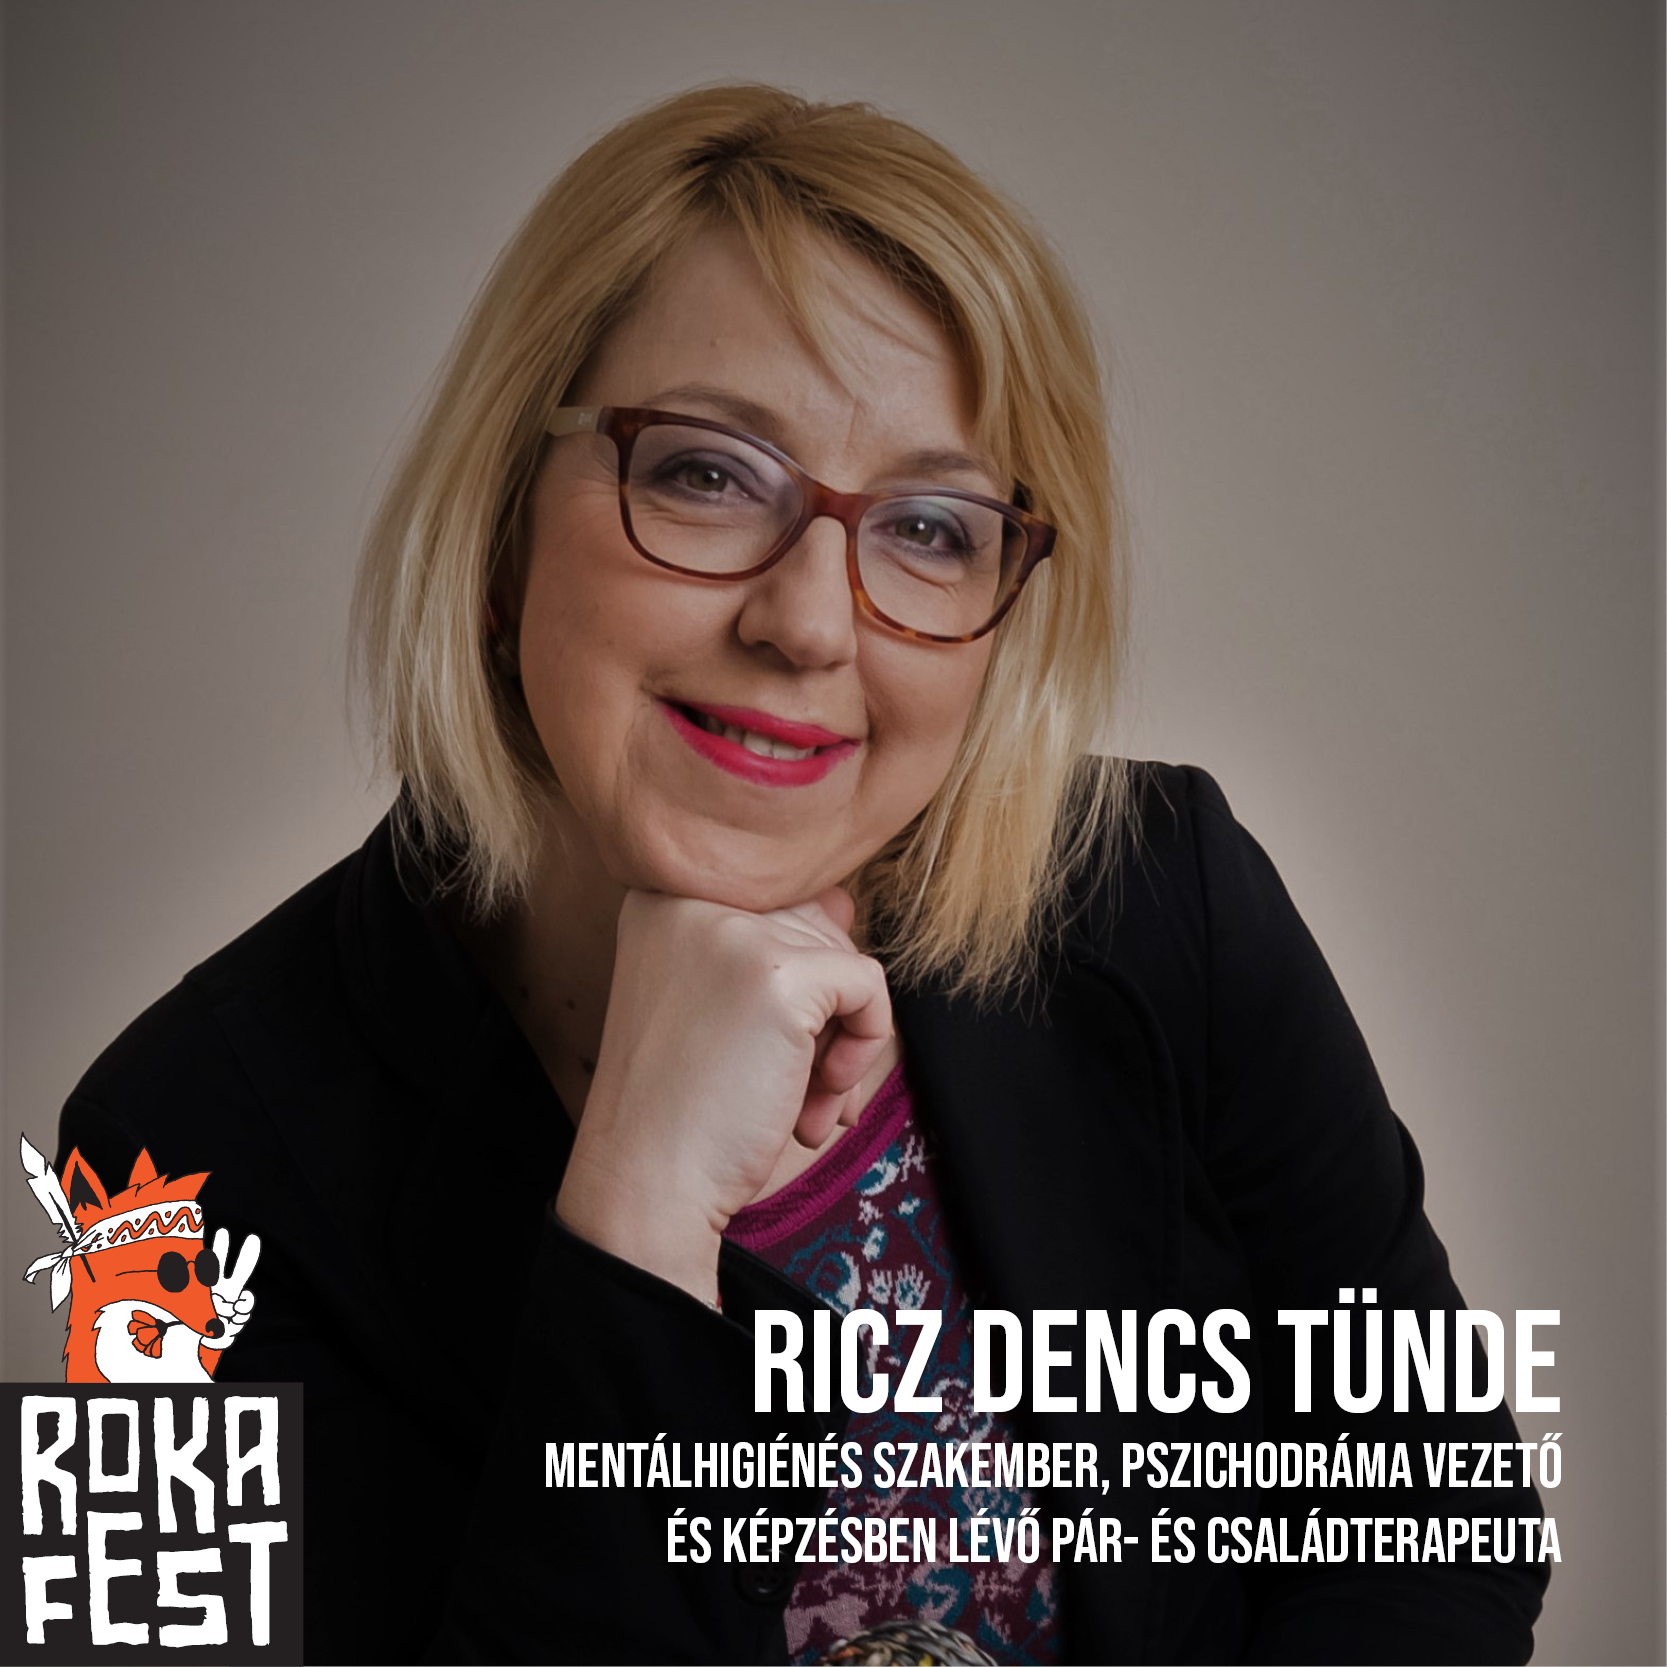 RICZ DENCS TÜNDE
MENTÁLHIGIÉNÉS SZAKEMBER, PSZICHODRÁMA VEZETŐ
ÉS KÉPZÉSBEN LÉVŐ PÁR- ÉS CSALÁDTERAPEUTA
ROKA
FEST